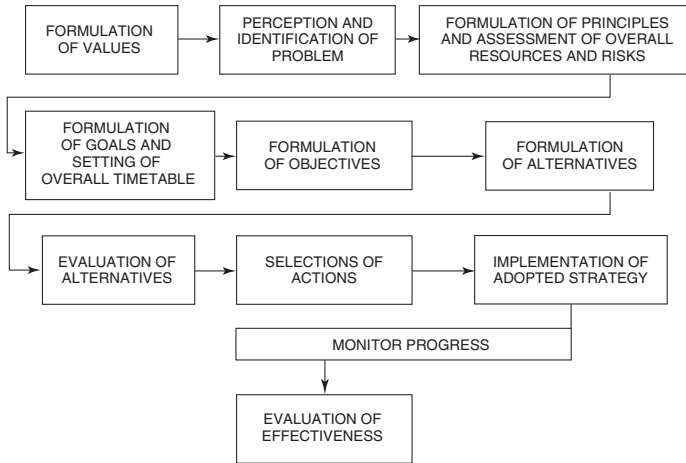 FORMULATION
OF VALUES
PERCEPTION AND
IDENTIFICATION OF
PROBLEM
FORMULATION OF PRINCIPLES
AND ASSESSMENT OF OVERALL
RESOURCES AND RISKS
FORMULATION
OF GOALS AND
SETTING OF
OVERALL TIMETABLE
FORMULATION
OF OBJECTIVES
FORMULATION
OF ALTERNATIVES
EVALUATION OF
ALTERNATIVES
SELECTIONS OF
ACTIONS
IMPLEMENTATION OF
ADOPTED STRATEGY
MONITOR PROGRESS
EVALUATION OF
EFFECTIVENESS